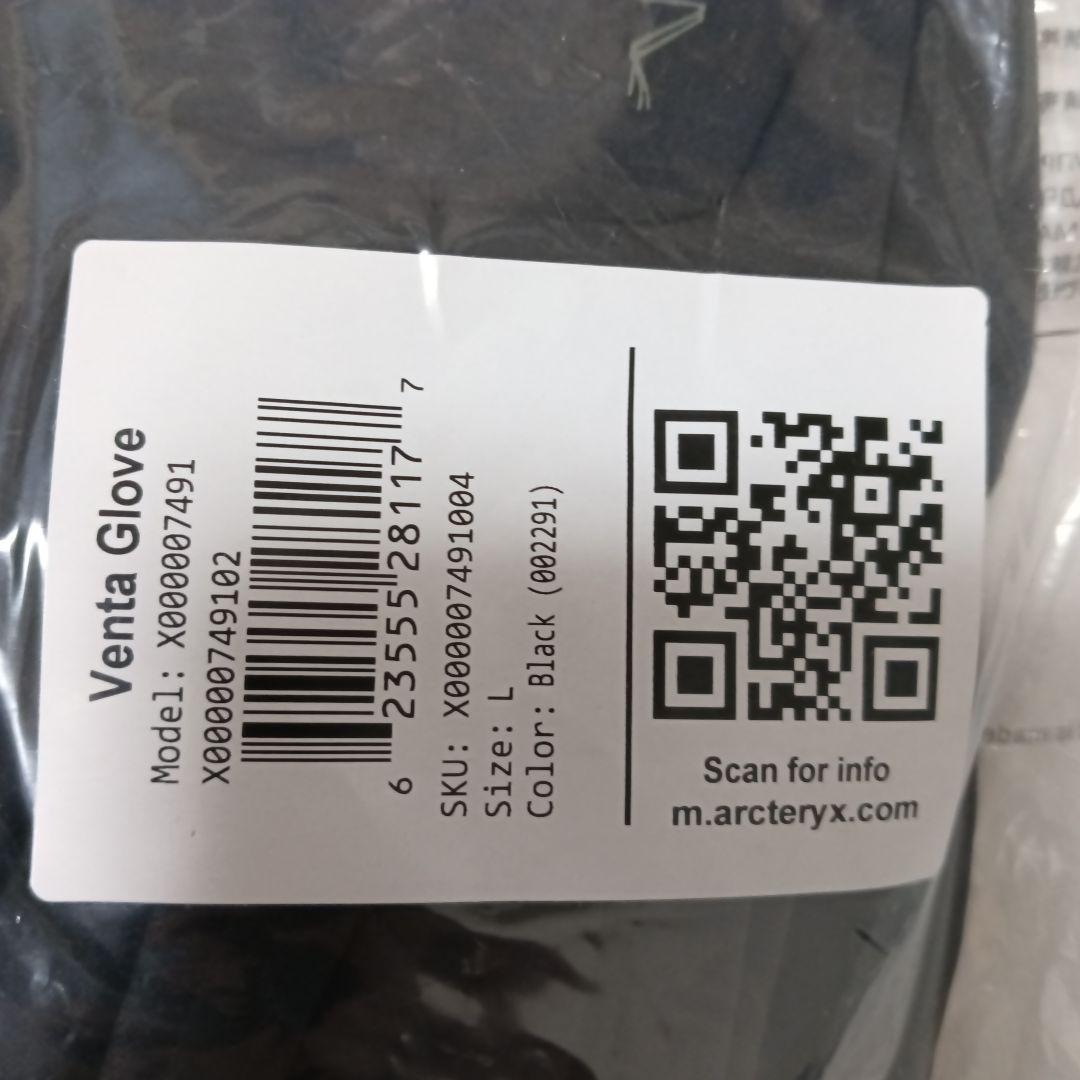 Venta Glove
Model: X000007491
X00000749102
6 23555 28117 7
SKU: X000007491004
Size: L
Color: Black (002291)
Scan for info
m.arcteryx.com